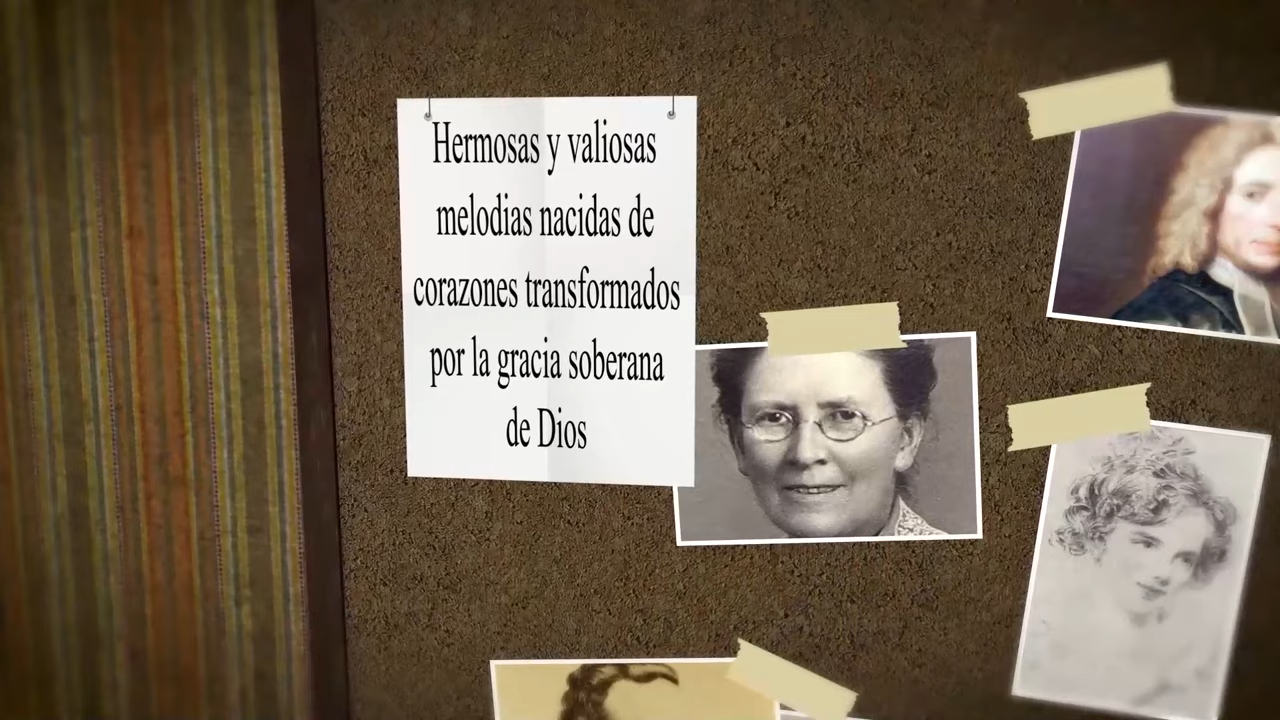 Hermosas y valiosas
melodias nacidas de
corazones transformados
por la gracia soberana
de Dios